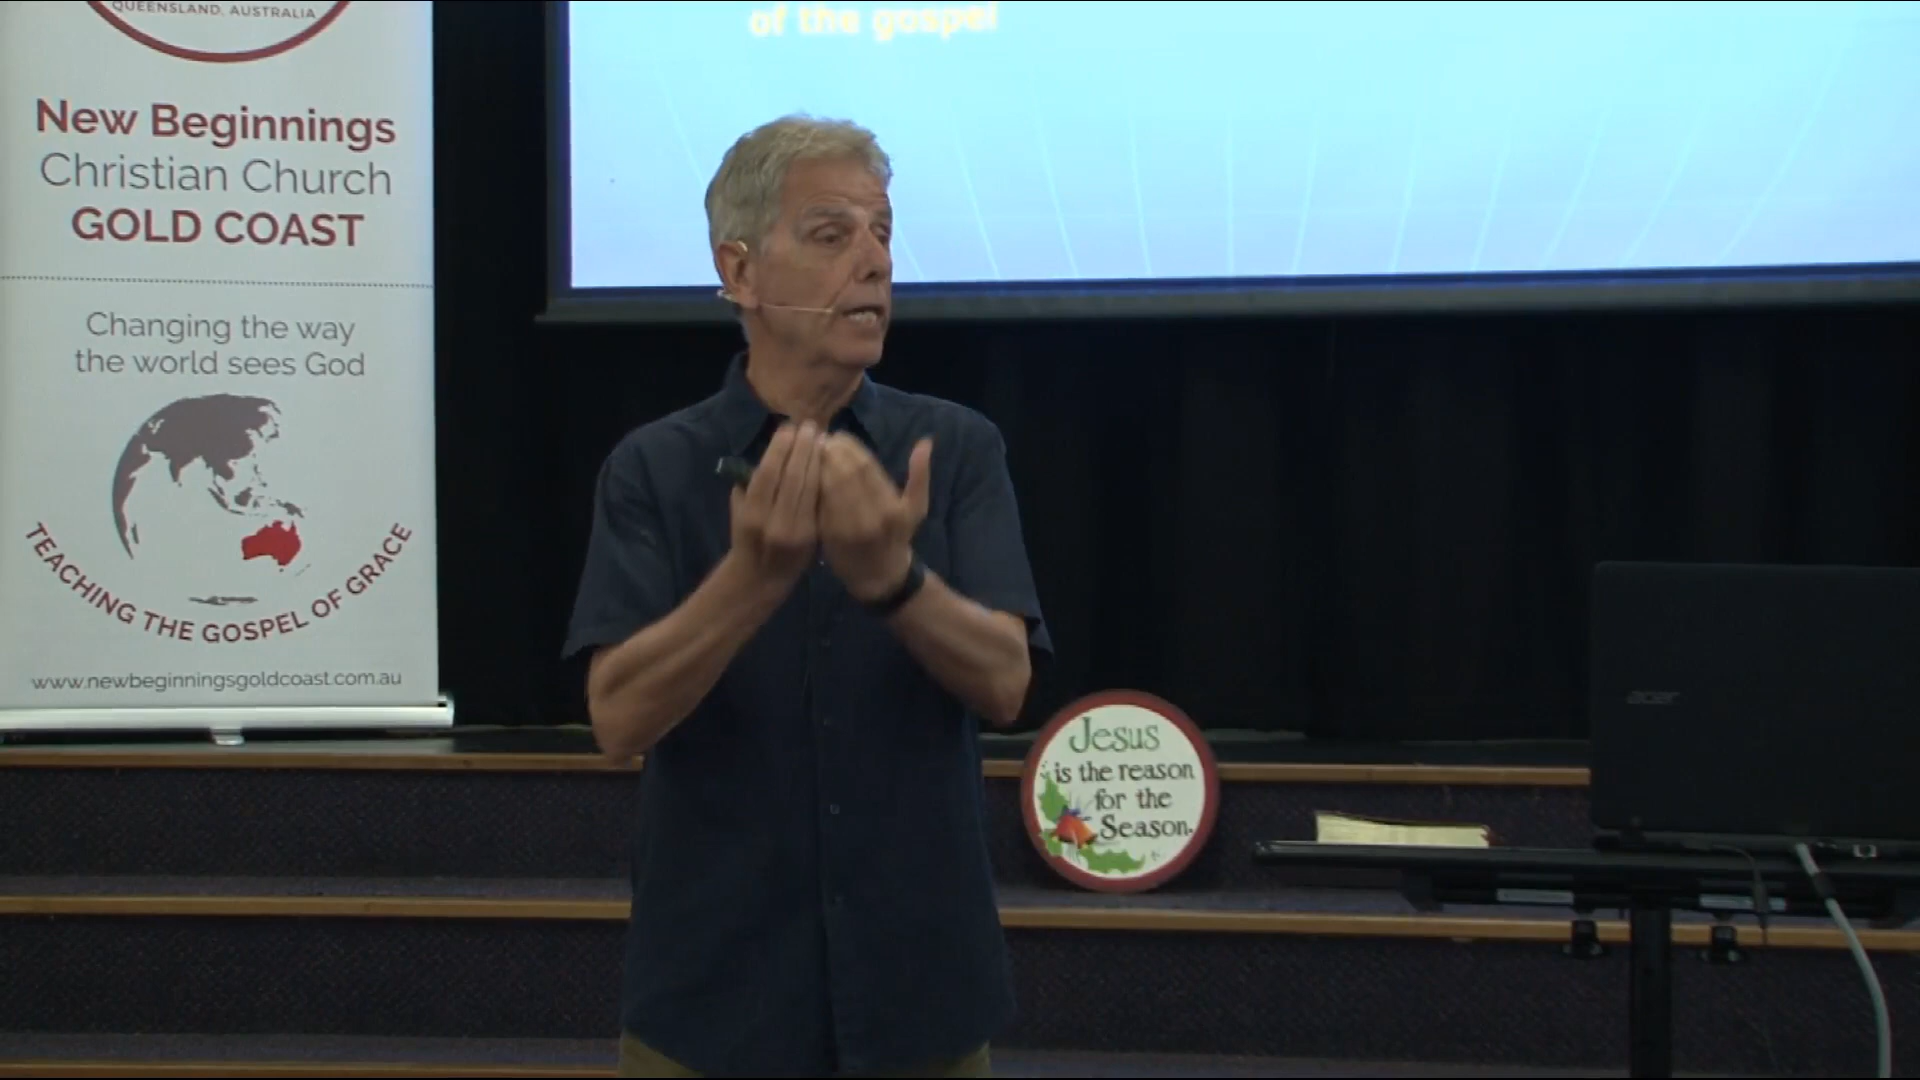 QUEENSLAND, AUSTRALIA
New Beginnings
Christian Church
GOLD COAST
Changing the way
the world sees God
TEACHING THE GOSPEL OF GRACE
www.newbeginningsgoldcoast.com.au
of the gospel
Jesus
is the reason
for the
Season.
acer